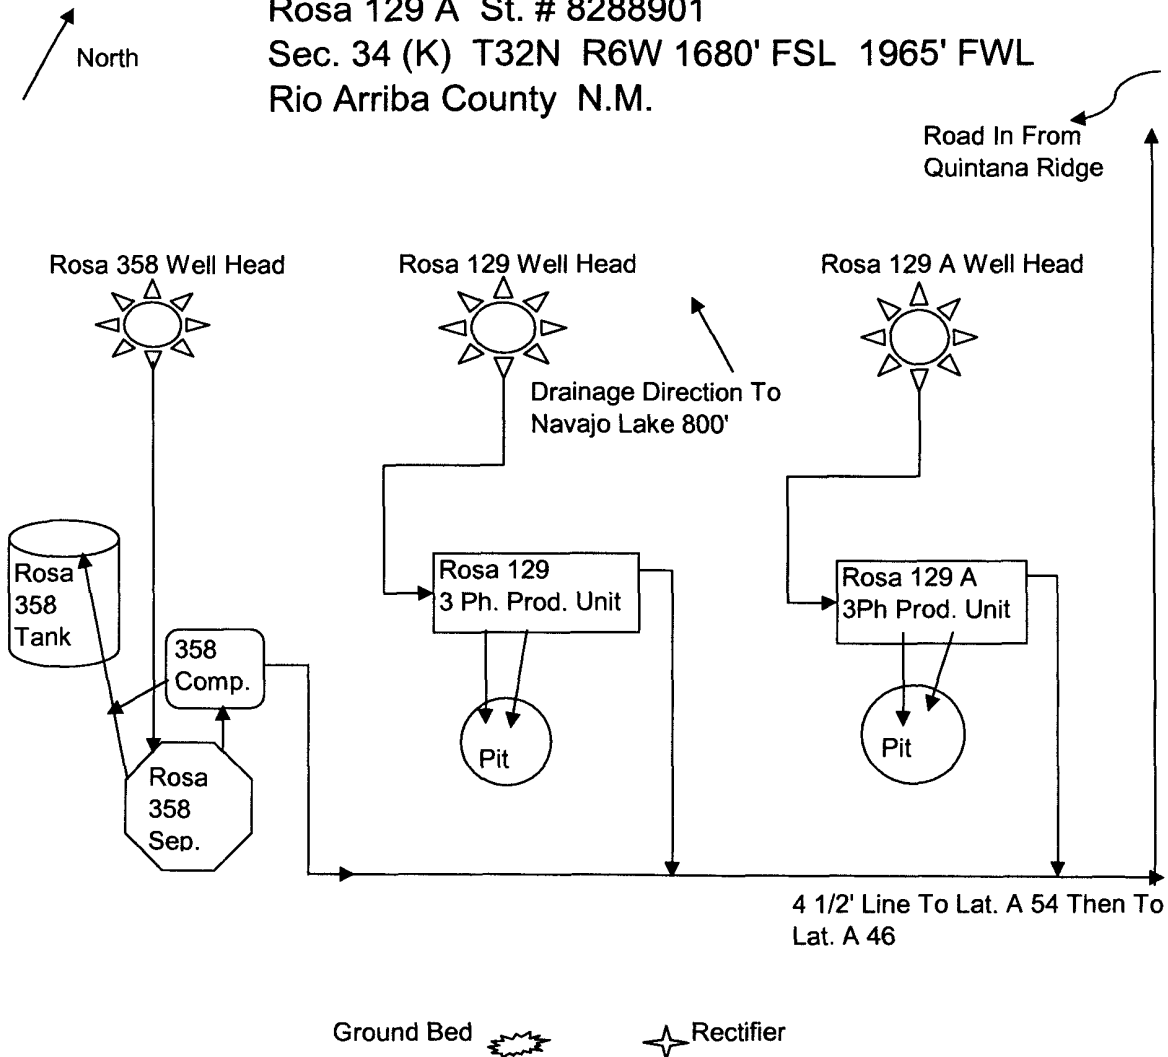 Rosa 129 A St. # 8288901
North
Sec. 34 (K) T32N R6W 1680' FSL 1965' FWL
Rio Arriba County N.M.
Road In From
Quintana Ridge
Rosa 358 Well Head
Rosa 129 Well Head
Rosa 129 A Well Head
Drainage Direction To
Navajo Lake 800'
Rosa
358
Tank
358
Comp.
Rosa
358
Sep.
Rosa 129
3 Ph. Prod. Unit
Pit
Rosa 129 A
3Ph Prod. Unit
Pit
4 1/2' Line To Lat. A 54 Then To
Lat. A 46
Ground Bed
Rectifier